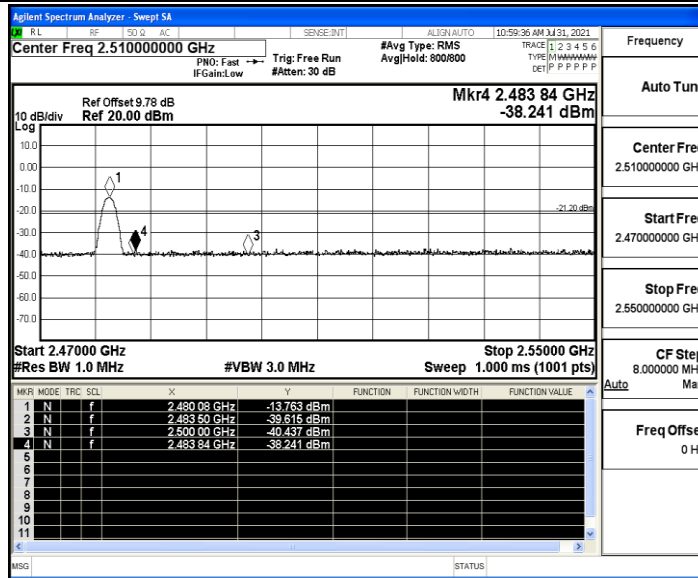 Agilent Spectrum Analyzer - Swept SA
RL RF 50 Ω AC SENSE:INT ALIGN AUTO 10:59:36 AM Jul 31, 2021
Center Freq 2.510000000 GHz
PNO: Fast
IFGain:Low
Trig: Free Run
#Atten: 30 dB
#Avg Type: RMS
Avg|Hold: 800/800
TRACE 1 2 3 4 5 6
TYPE M
DET P P P P P P
Ref Offset 9.78 dB
10 dB/div Ref 20.00 dBm
Log
Mkr4 2.483 84 GHz
-38.241 dBm
10.0
0.00
-10.0
-20.0
-30.0
-40.0
-50.0
-60.0
-70.0
1
4
3
-21.20 dBm
Start 2.47000 GHz Stop 2.55000 GHz
#Res BW 1.0 MHz #VBW 3.0 MHz Sweep 1.000 ms (1001 pts)
MKR MODE TRC SCL X Y FUNCTION FUNCTION WIDTH FUNCTION VALUE
1 N f 2.480 08 GHz -13.763 dBm
2 N f 2.483 50 GHz -39.615 dBm
3 N f 2.500 00 GHz -40.437 dBm
4 N f 2.483 84 GHz -38.241 dBm
5
6
7
8
9
10
11
MSG STATUS
Frequency
Auto Tun
Center Fre
2.510000000 GH
Start Fre
2.470000000 GH
Stop Fre
2.550000000 GH
CF Step
8.000000 MH
Auto Ma
Freq Offse
0 H